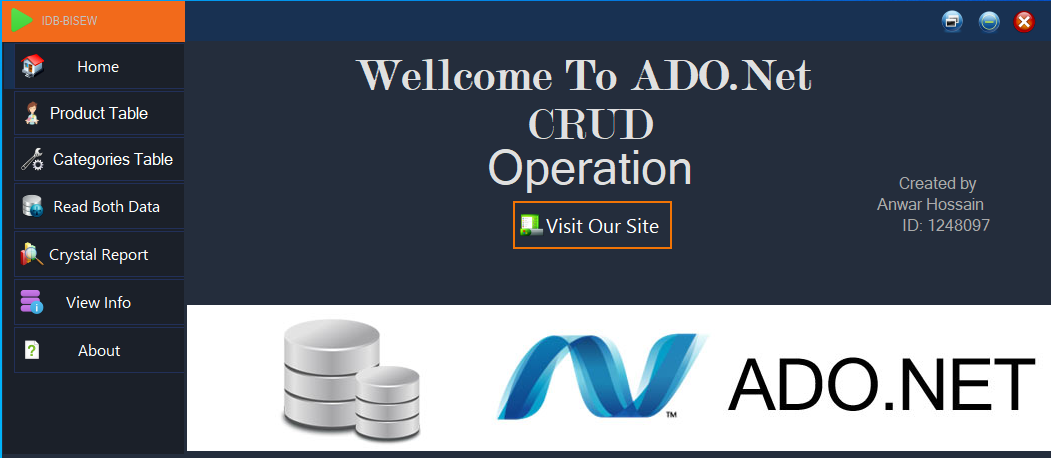 IDB-BISEW
Home
Product Table
Categories Table
Read Both Data
Crystal Report
View Info
About
Wellcome To ADO.Net
CRUD
Operation
Visit Our Site
Created by
Anwar Hossain
ID: 1248097
TM
ADO.NET